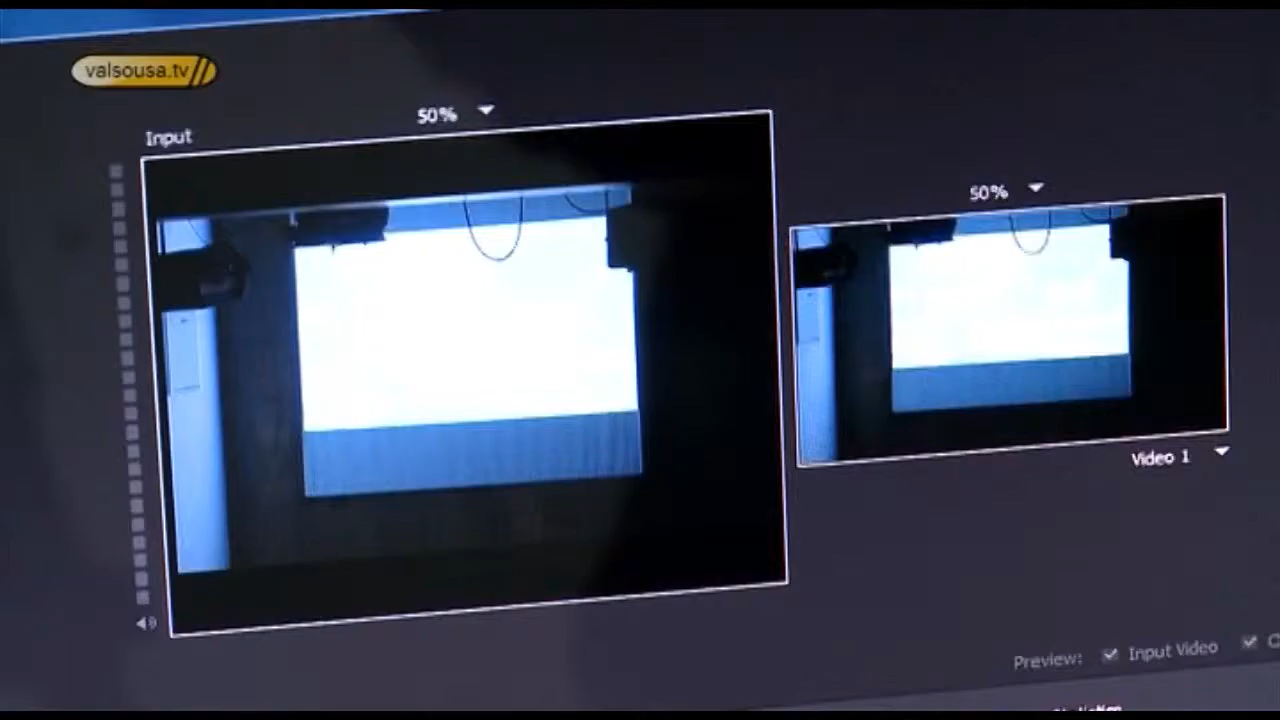 valsousa.tv
50%
Input
50%
Video 1
Preview:
Input Video